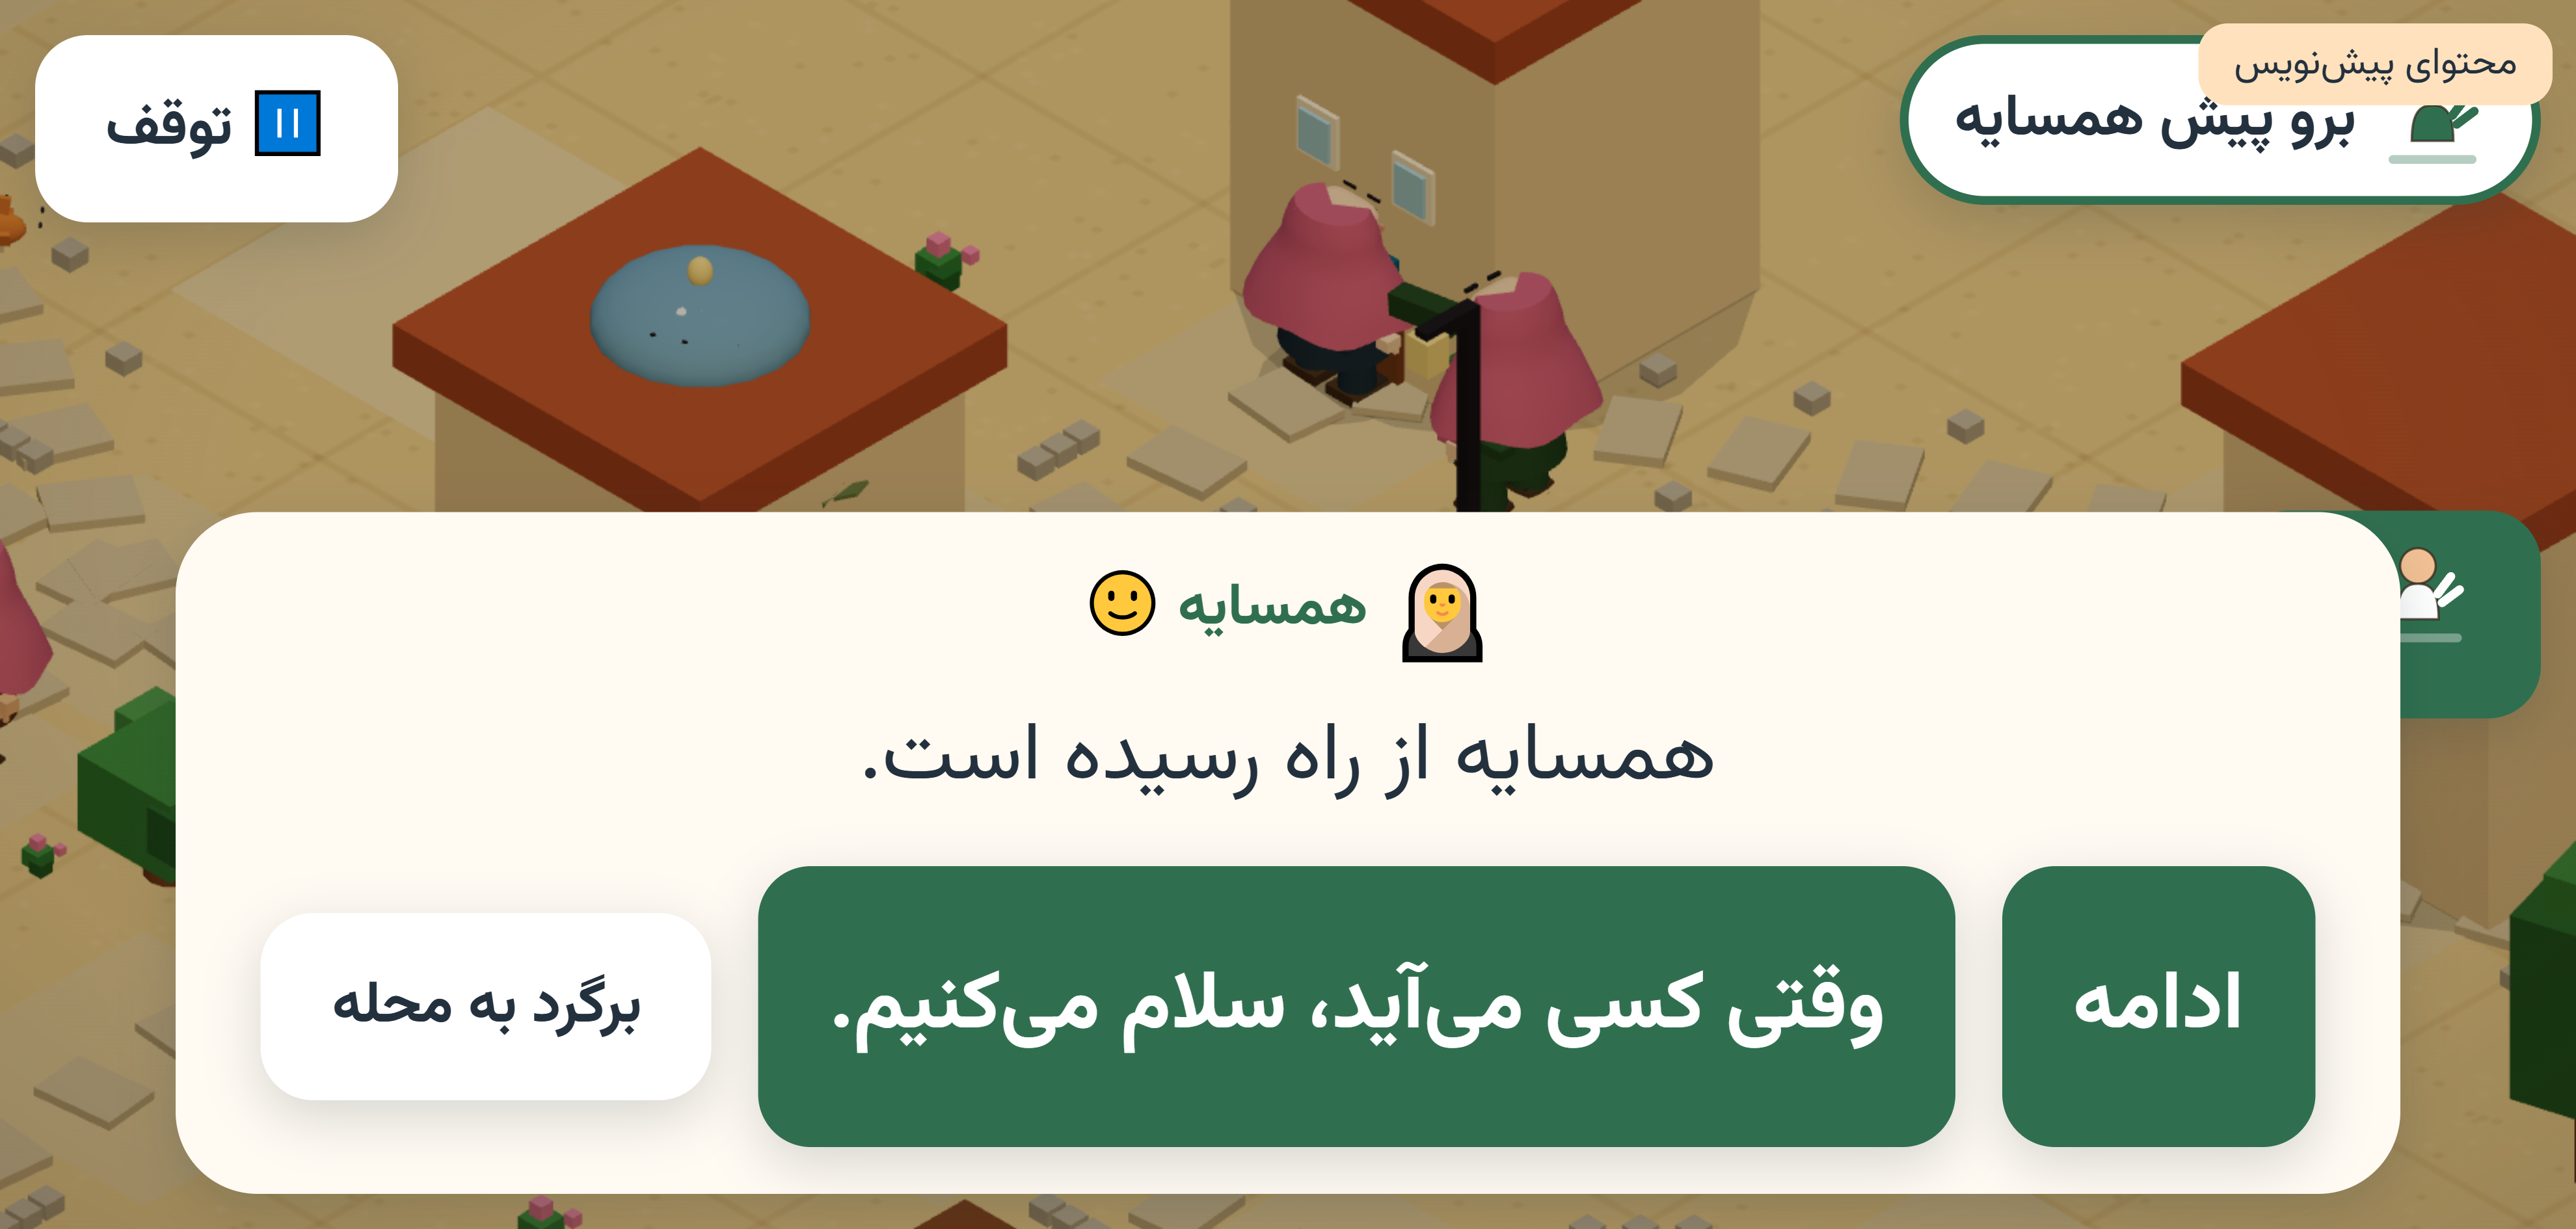 محتوای پیش‌نویس
برو پیش همسایه
توقف
همسایه
همسایه از راه رسیده است.
ادامه
وقتی کسی می‌آید، سلام می‌کنیم.
برگرد به محله